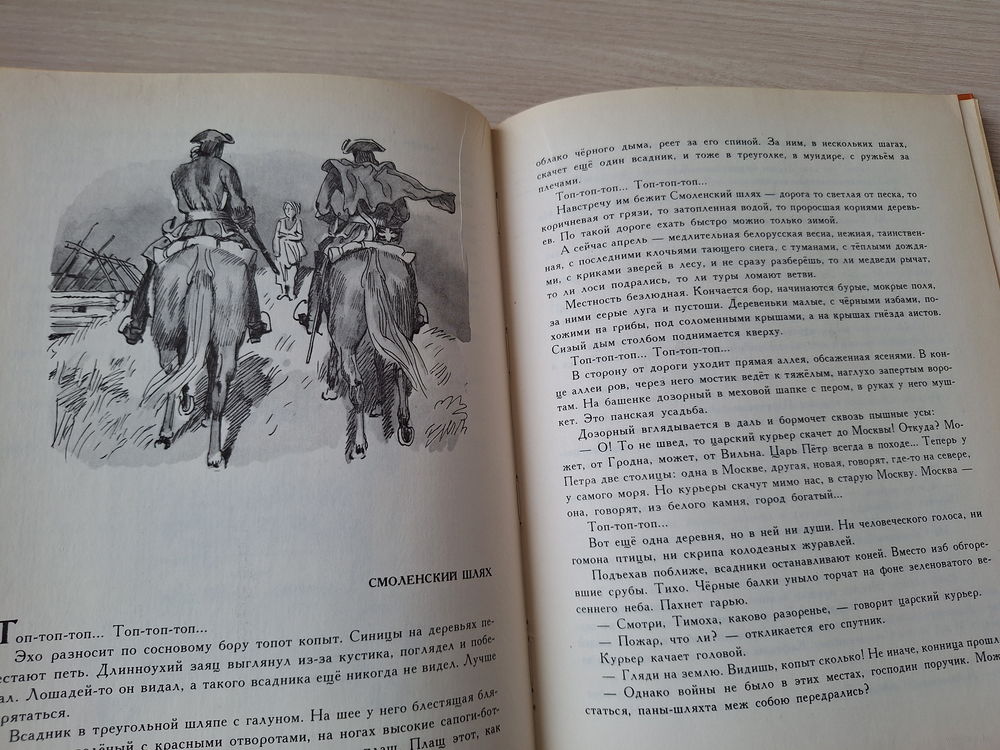 СМОЛЕНСКИЙ ШЛЯХ
Топ-топ-топ... Топ-топ-топ...
Эхо разносит по сосновому бору топот копыт. Синицы на деревьях пе-
рестают петь. Длинноухий заяц выглянул из-за кустика, поглядел и побе-
ал. Лошадей-то он видал, а такого всадника ещё никогда не видел. Лучше
рятаться.
Всадник в треугольной шляпе с галуном. На шее у него блестящая бля-
лёный с красными отворотами, на ногах высокие сапоги-бот-
плащ. Плащ этот, как
облако чёрного дыма, реет за его спиной. За ним, в нескольких шагах,
скачет ещё один всадник, и тоже в треуголке, в мундире, с ружьём за
плечами.
Топ-топ-топ... Топ-топ-топ...
Навстречу им бежит Смоленский шлях — дорога то светлая от песка, то
коричневая от грязи, то затопленная водой, то проросшая корнями деревь-
ев. По такой дороге ехать быстро можно только зимой.
А сейчас апрель — медлительная белорусская весна, нежная, таинствен-
ная, с последними клочьями тающего снега, с туманами, с тёплыми дождя-
ми, с криками зверей в лесу, и не сразу разберёшь, то ли медведи рычат,
то ли лоси подрались, то ли туры ломают ветви.
Местность безлюдная. Кончается бор, начинаются бурые, мокрые поля,
за ними серые луга и пустоши. Деревеньки малые, с чёрными избами, по-
хожими на грибы, под соломенными крышами, а на крышах гнёзда аистов.
Сизый дым столбом поднимается кверху.
Топ-топ-топ... Топ-топ-топ...
В сторону от дороги уходит прямая аллея, обсаженная ясенями. В кон-
це аллеи ров, через него мостик ведёт к тяжёлым, наглухо запертым воро-
там. На башенке дозорный в меховой шапке с пером, в руках у него муш-
кет. Это панская усадьба.
Дозорный вглядывается в даль и бормочет сквозь пышные усы:
— О! То не швед, то царский курьер скачет до Москвы! Откуда? Мо-
жет, от Гродна, может, от Вильна. Царь Пётр всегда в походе... Теперь у
Петра две столицы: одна в Москве, другая, новая, говорят, где-то на севере,
у самого моря. Но курьеры скачут мимо нас, в старую Москву. Москва —
она, говорят, из белого камня, город богатый...
Топ-топ-топ...
Вот ещё одна деревня, но в ней ни души. Ни человеческого голоса, ни
гомона птицы, ни скрипа колодезных журавлей.
Подъехав поближе, всадники останавливают коней. Вместо изб обгоре-
вшие срубы. Тихо. Чёрные балки уныло торчат на фоне зеленоватого ве-
сеннего неба. Пахнет гарью.
— Смотри, Тимоха, каково разоренье, — говорит царский курьер.
— Пожар, что ли? — откликается его спутник.
Курьер качает головой.
— Гляди на землю. Видишь, копыт сколько! Не иначе, конница прошл
— Однако войны не было в этих местах, господин поручик. Мож
статься, паны-шляхта меж собою передрались?